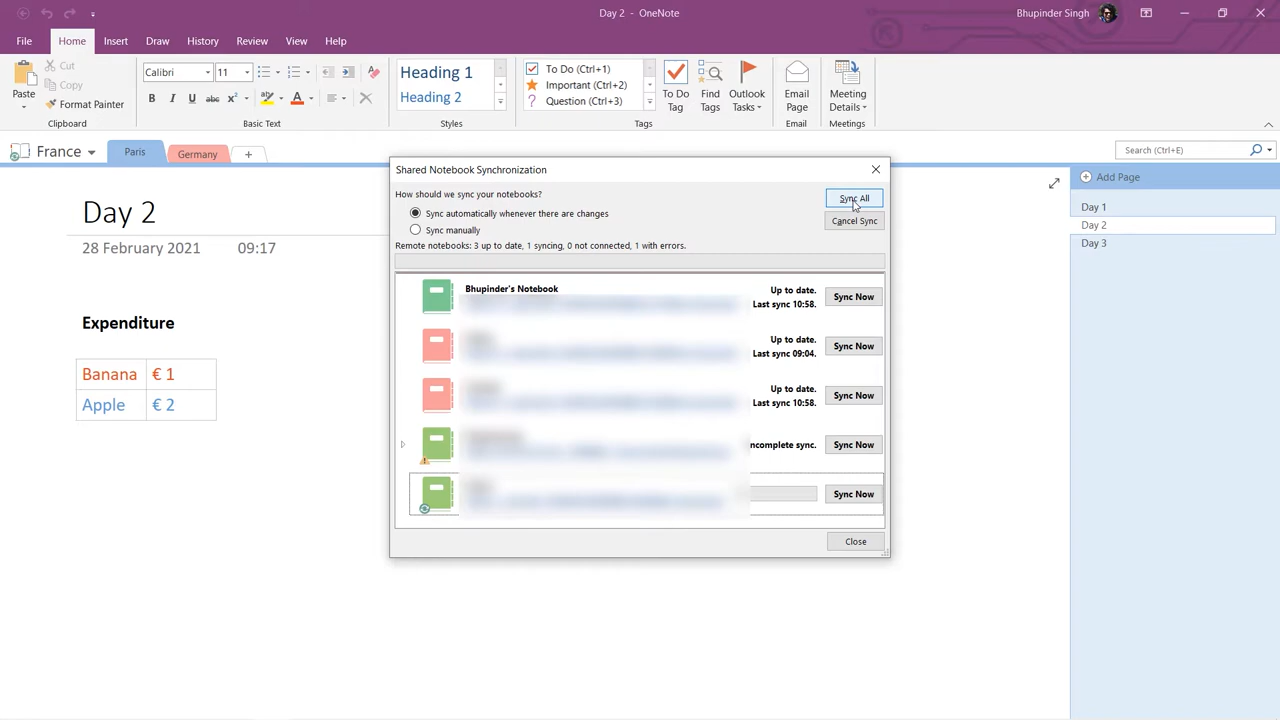 Day 2 - OneNote
Bhupinder Singh
File Home Insert Draw History Review View Help
Paste
Cut
Copy
Format Painter
Clipboard
Calibri 11
B I U abc x²
Basic Text
Heading 1
Heading 2
Styles
To Do (Ctrl+1)
Important (Ctrl+2)
Question (Ctrl+3)
To Do
Tag
Find
Tags
Outlook
Tasks
Tags
Email
Page
Email
Meeting
Details
Meetings
France
Paris
Germany
Search (Ctrl+E)
Add Page
Day 1
Day 2
Day 3
Day 2
28 February 2021 09:17
Expenditure
Banana € 1
Apple € 2
Shared Notebook Synchronization
How should we sync your notebooks?
Sync automatically whenever there are changes
Sync manually
Sync All
Cancel Sync
Remote notebooks: 3 up to date, 1 syncing, 0 not connected, 1 with errors.
Bhupinder's Notebook
Up to date.
Last sync 10:58.
Sync Now
Up to date.
Last sync 09:04.
Sync Now
Up to date.
Last sync 10:58.
Sync Now
ncomplete sync.
Sync Now
Sync Now
Close